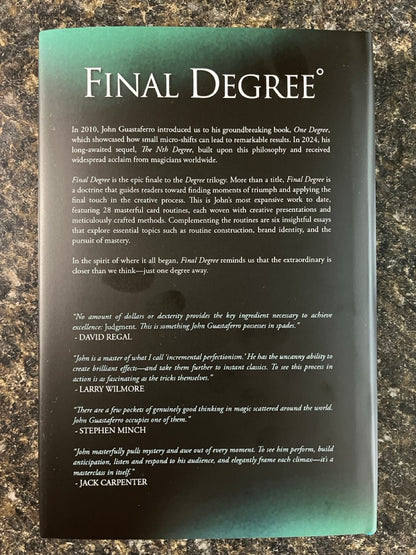 FINAL DEGREE°
In 2010, John Guastaferro introduced us to his groundbreaking book, One Degree,
which showcased how small micro-shifts can lead to remarkable results. In 2024, his
long-awaited sequel, The Nth Degree, built upon this philosophy and received
widespread acclaim from magicians worldwide.
Final Degree is the epic finale to the Degree trilogy. More than a title, Final Degree is
a doctrine that guides readers toward finding moments of triumph and applying the
final touch in the creative process. This is John's most expansive work to date,
featuring 28 masterful card routines, each woven with creative presentations and
meticulously crafted methods. Complementing the routines are six insightful essays
that explore essential topics such as routine construction, brand identity, and the
pursuit of mastery.
In the spirit of where it all began, Final Degree reminds us that the extraordinary is
closer than we think—just one degree away.
"No amount of dollars or dexterity provides the key ingredient necessary to achieve
excellence: Judgment. This is something John Guastaferro possesses in spades."
- DAVID REGAL
"John is a master of what I call 'incremental perfectionism.' He has the uncanny ability to
create brilliant effects—and take them further to instant classics. To see this process in
action is as fascinating as the tricks themselves."
- LARRY WILMORE
"There are a few pockets of genuinely good thinking in magic scattered around the world.
John Guastaferro occupies one of them."
- STEPHEN MINCH
"John masterfully pulls mystery and awe out of every moment. To see him perform, build
anticipation, listen and respond to his audience, and elegantly frame each climax—it's a
masterclass in itself."
- JACK CARPENTER